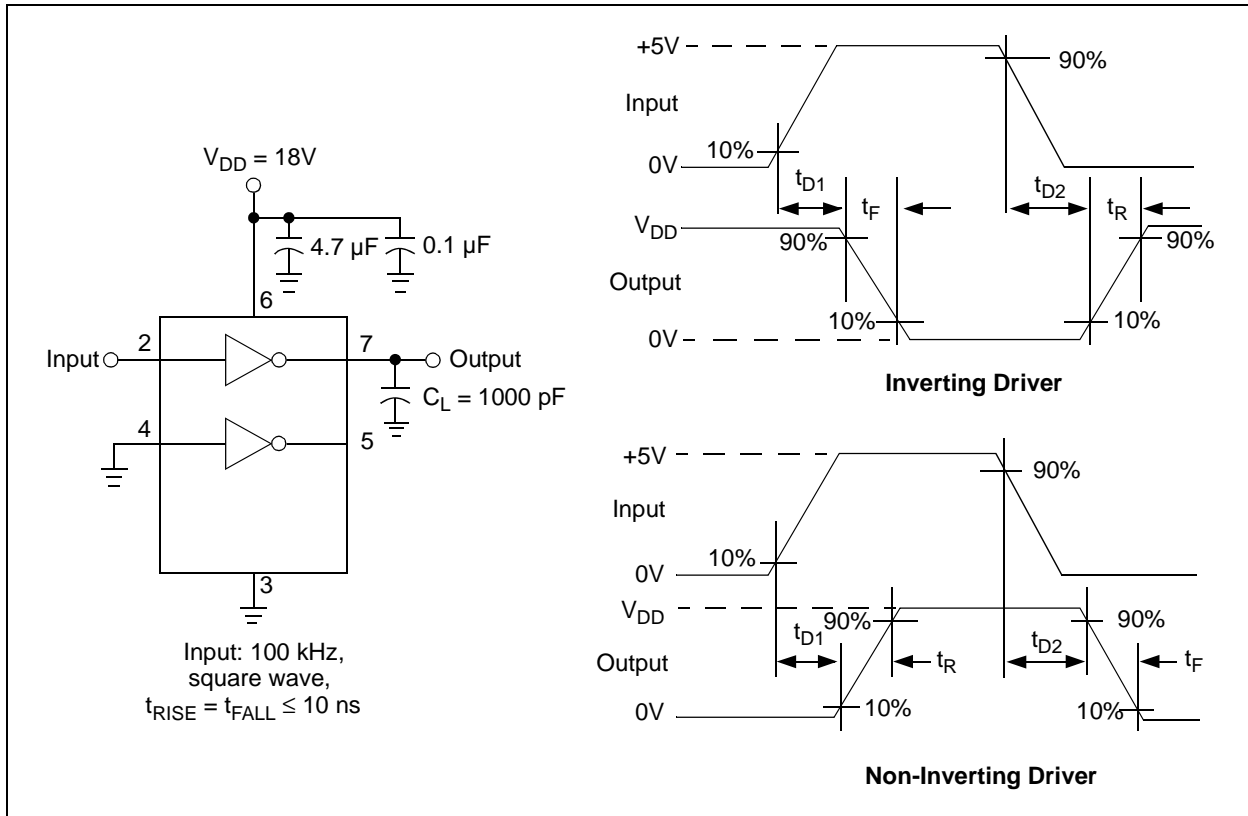 V_DD = 18V
4.7 µF
0.1 µF
6
Input
2
7
Output
C_L = 1000 pF
4
5
3
Input: 100 kHz,
square wave,
t_RISE = t_FALL ≤ 10 ns
+5V
90%
Input
10%
0V
t_D1
t_D2
t_F
t_R
V_DD
90%
90%
Output
10%
10%
0V
Inverting Driver
+5V
90%
Input
10%
0V
V_DD
t_D1
90%
t_D2
90%
Output
t_R
t_F
0V
10%
10%
Non-Inverting Driver